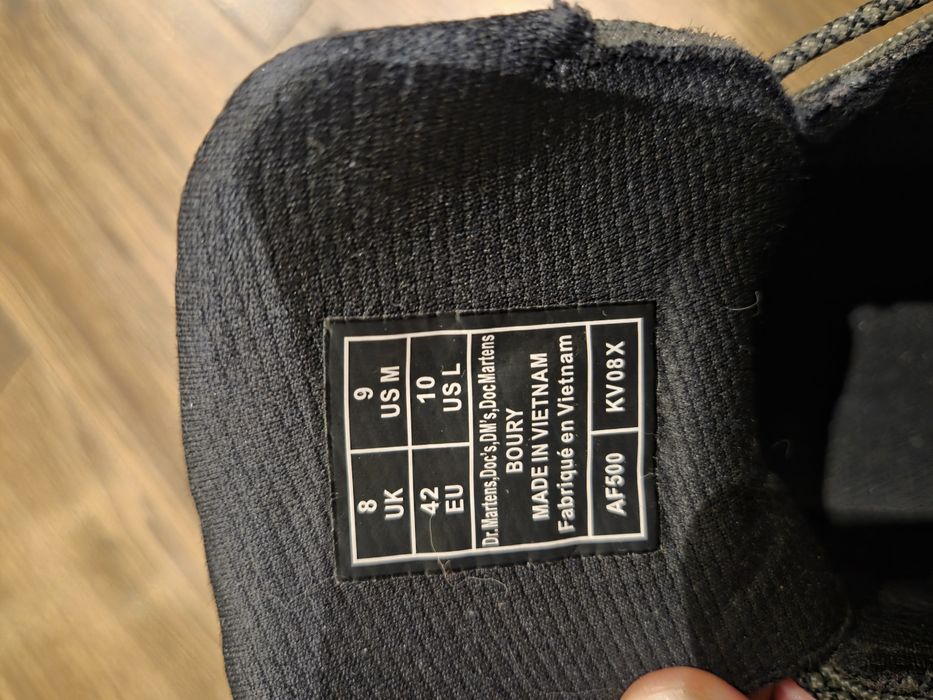 8 9
UK US M
42 10
EU US L
Dr.Martens,Doc's,DM's,DocMartens
BOURY
MADE IN VIETNAM
Fabriqué en Vietnam
AF500 KV08X